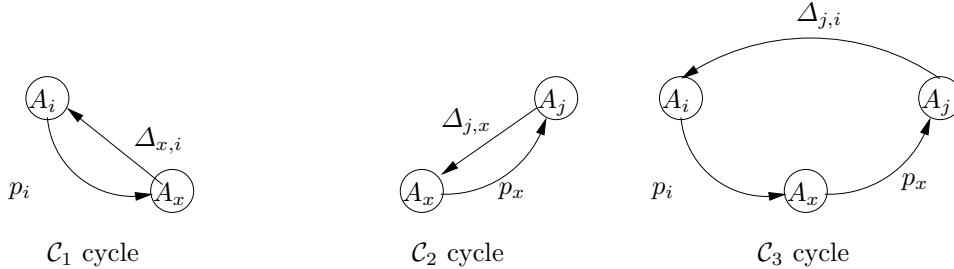 Δ_{j,i}
A_i A_j A_i A_j
Δ_{x,i} Δ_{j,x}
p_i A_x A_x p_x p_i A_x p_x
𝒞_1 cycle 𝒞_2 cycle 𝒞_3 cycle